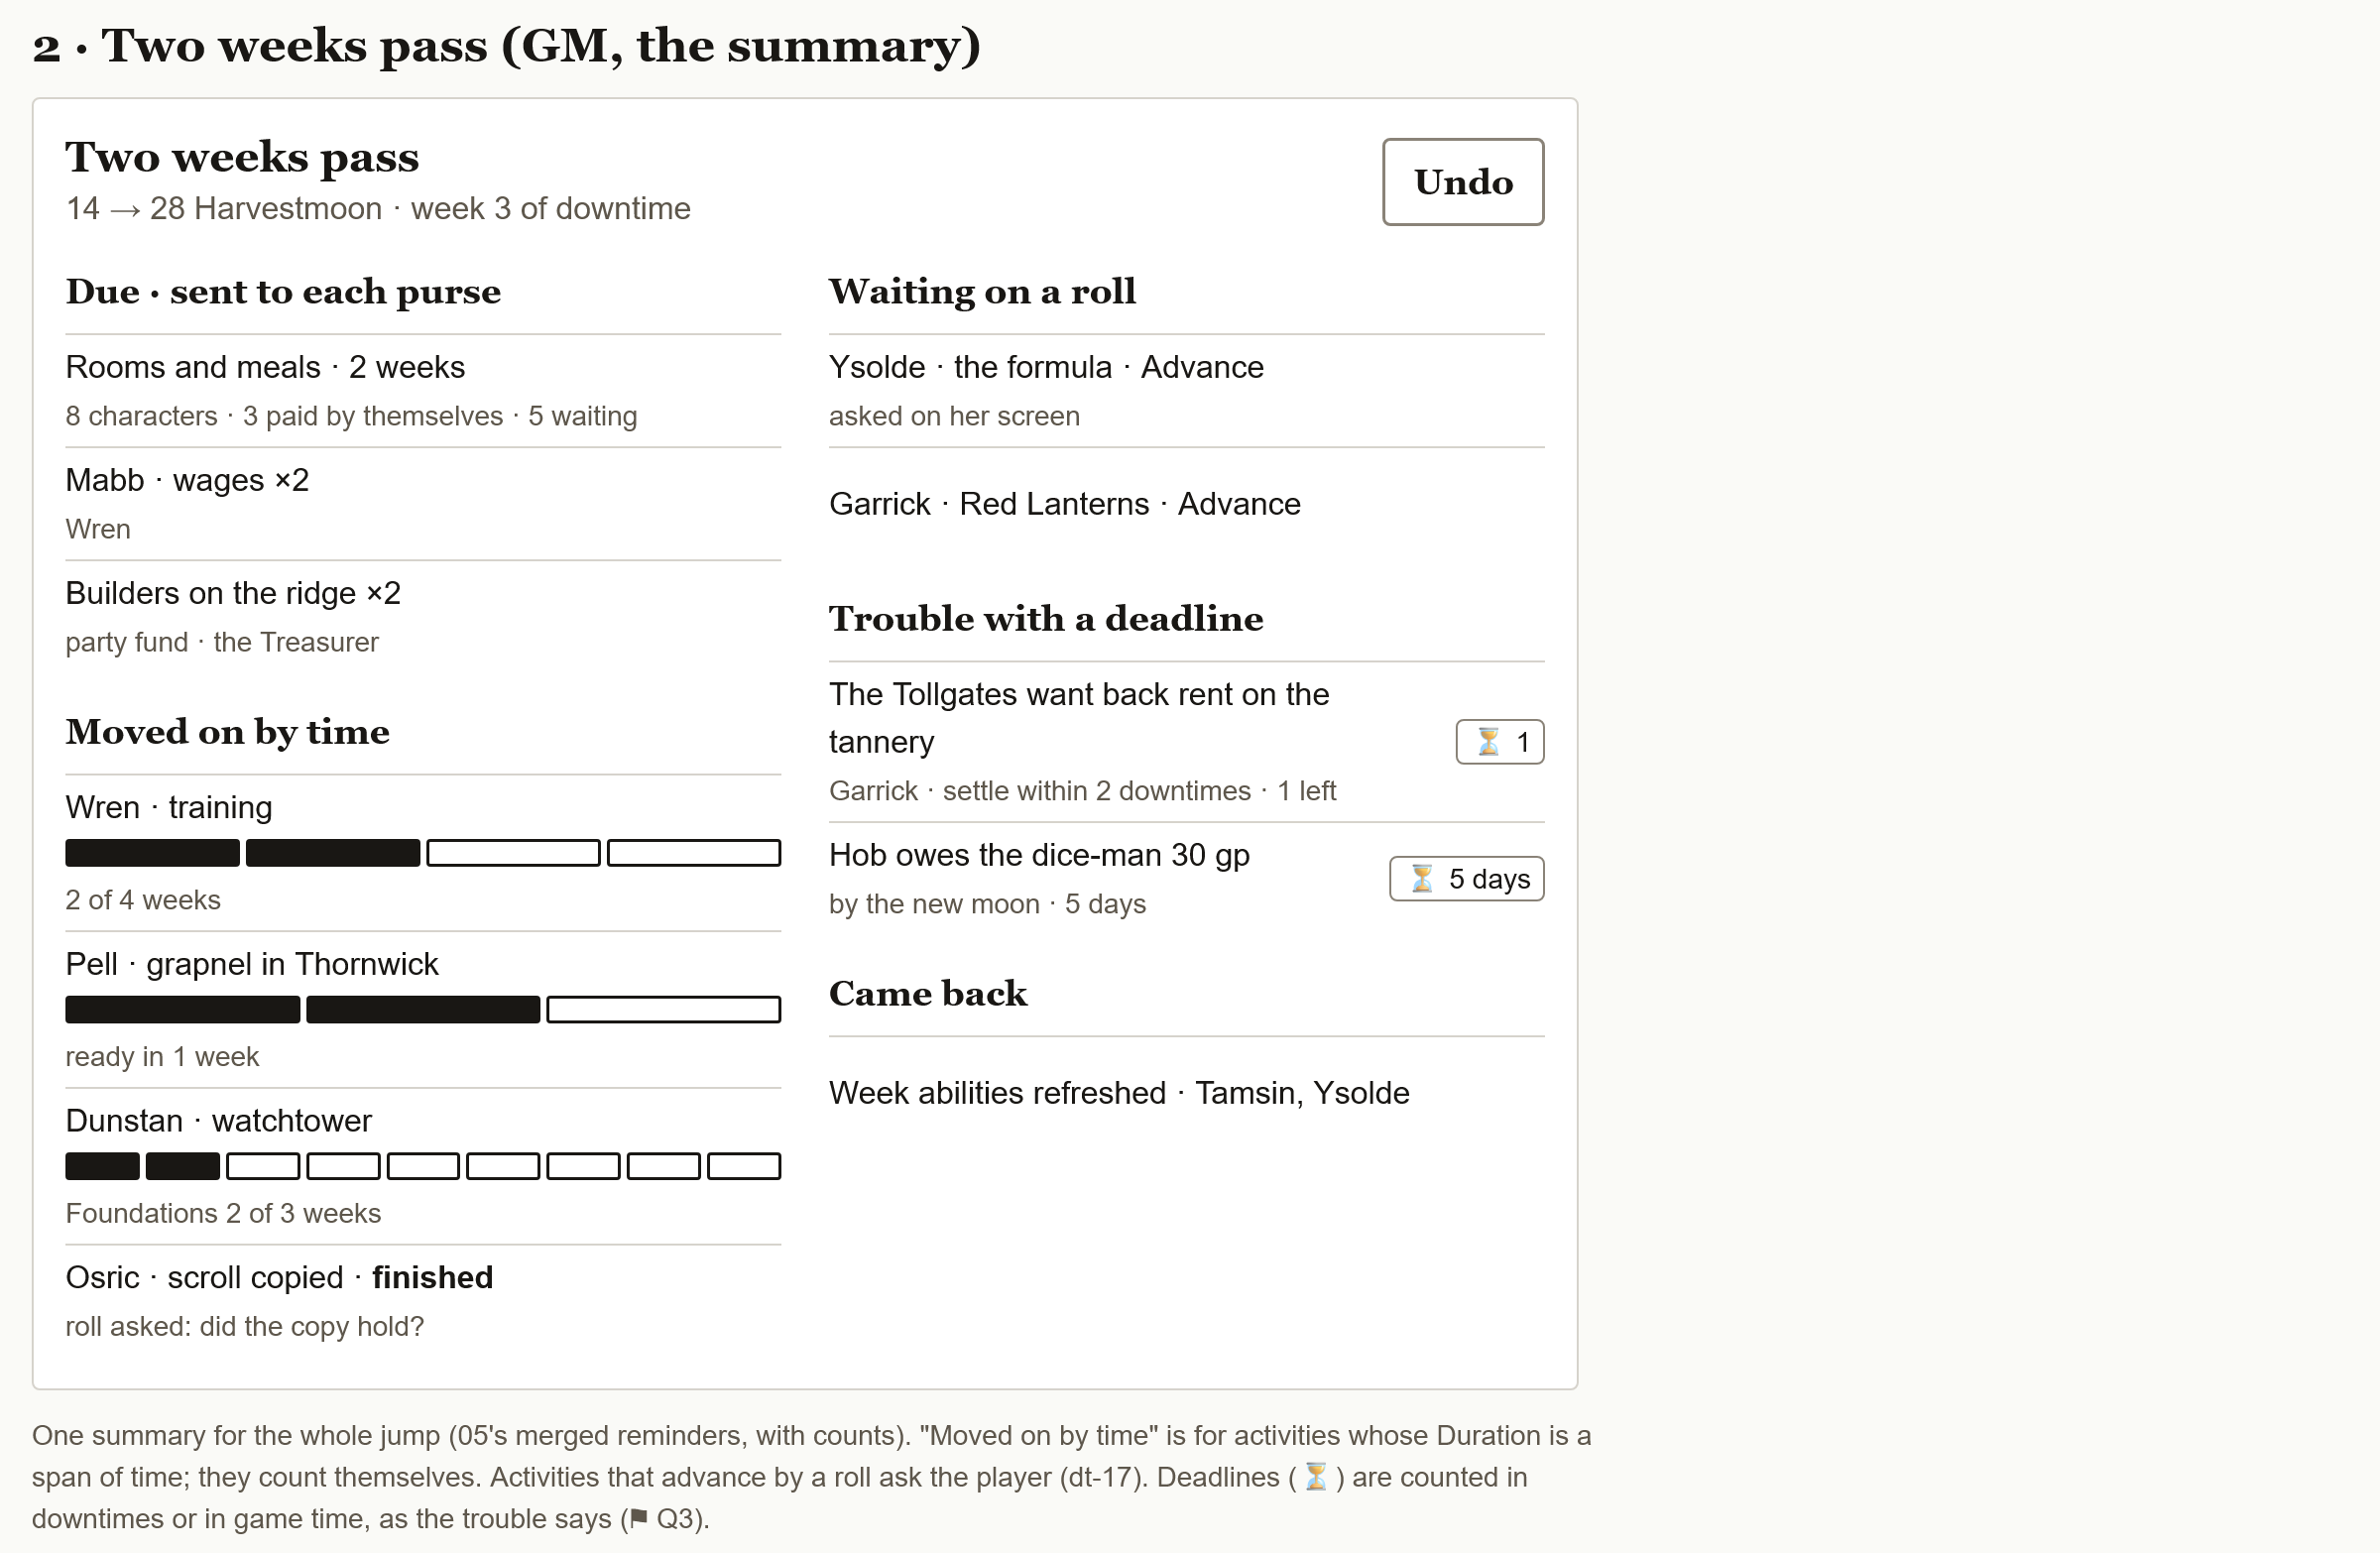 2 · Two weeks pass (GM, the summary)
Two weeks pass
14 → 28 Harvestmoon · week 3 of downtime
Undo
Due · sent to each purse
Rooms and meals · 2 weeks
8 characters · 3 paid by themselves · 5 waiting
Mabb · wages ×2
Wren
Builders on the ridge ×2
party fund · the Treasurer
Moved on by time
Wren · training
2 of 4 weeks
Pell · grapnel in Thornwick
ready in 1 week
Dunstan · watchtower
Foundations 2 of 3 weeks
Osric · scroll copied · finished
roll asked: did the copy hold?
Waiting on a roll
Ysolde · the formula · Advance
asked on her screen
Garrick · Red Lanterns · Advance
Trouble with a deadline
The Tollgates want back rent on the
tannery
Garrick · settle within 2 downtimes · 1 left
⏳ 1
Hob owes the dice-man 30 gp
by the new moon · 5 days
⏳ 5 days
Came back
Week abilities refreshed · Tamsin, Ysolde
One summary for the whole jump (05's merged reminders, with counts). "Moved on by time" is for activities whose Duration is a
span of time; they count themselves. Activities that advance by a roll ask the player (dt-17). Deadlines (⏳) are counted in
downtimes or in game time, as the trouble says (⚑ Q3).